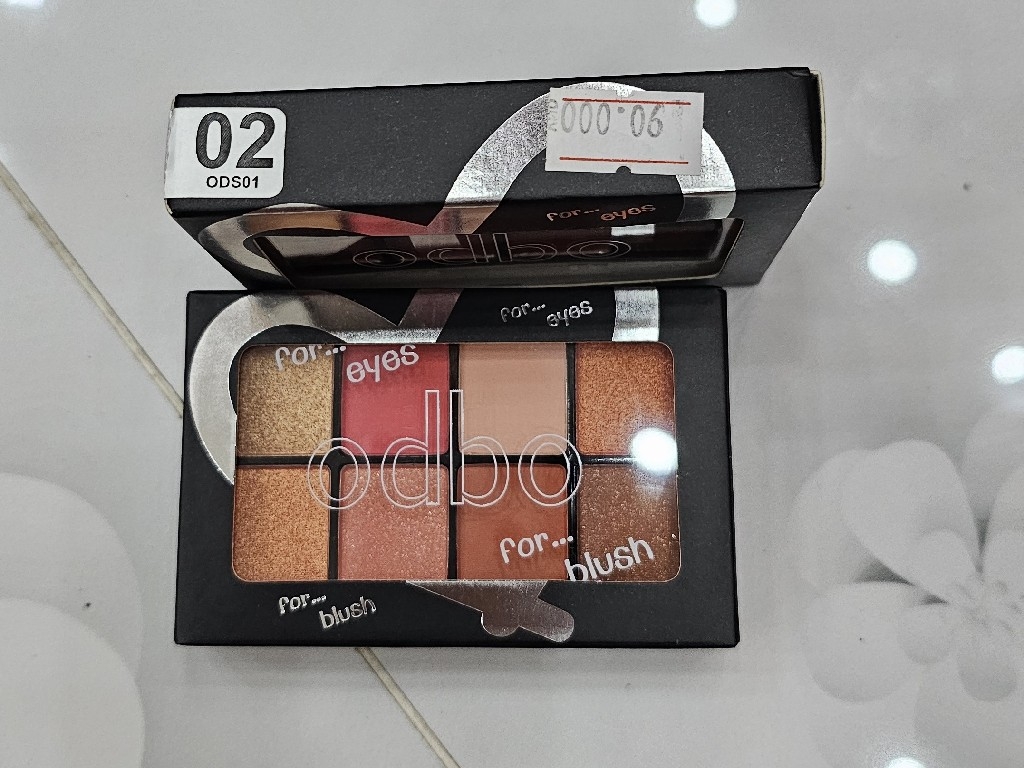 02
ODS01
90.000
for... eyes
odbo
for... eyes
for... eyes
odbo
for... blush
for... blush